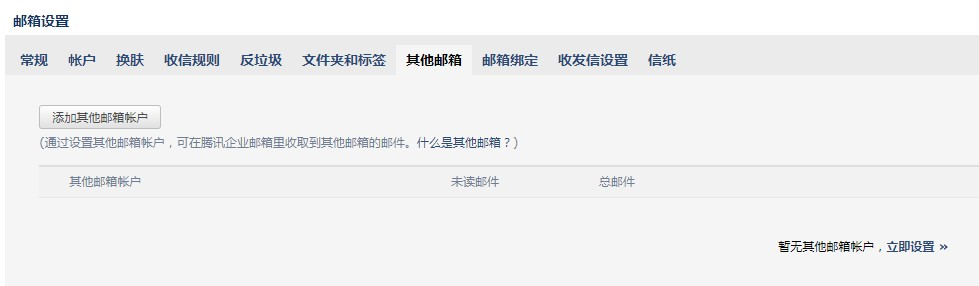 邮箱设置
常规 帐户 换肤 收信规则 反垃圾 文件夹和标签 其他邮箱 邮箱绑定 收发信设置 信纸
添加其他邮箱帐户
(通过设置其他邮箱帐户，可在腾讯企业邮箱里收取到其他邮箱的邮件。什么是其他邮箱？)
其他邮箱帐户 未读邮件 总邮件
暂无其他邮箱帐户，立即设置 »